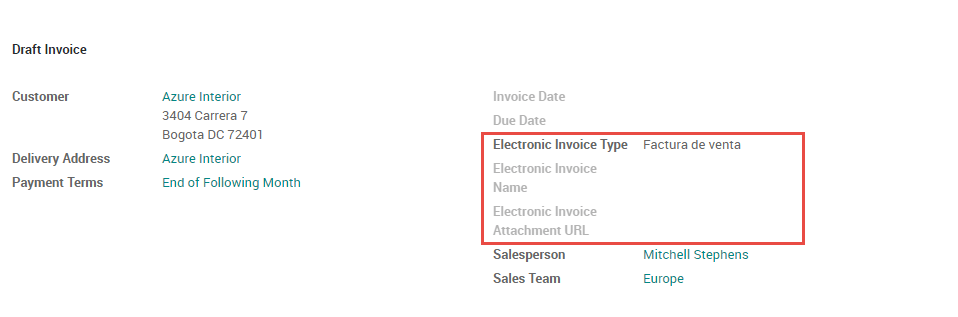 Draft Invoice
Customer
Azure Interior
3404 Carrera 7
Bogota DC 72401
Delivery Address
Azure Interior
Payment Terms
End of Following Month
Invoice Date
Due Date
Electronic Invoice Type
Factura de venta
Electronic Invoice
Name
Electronic Invoice
Attachment URL
Salesperson
Mitchell Stephens
Sales Team
Europe